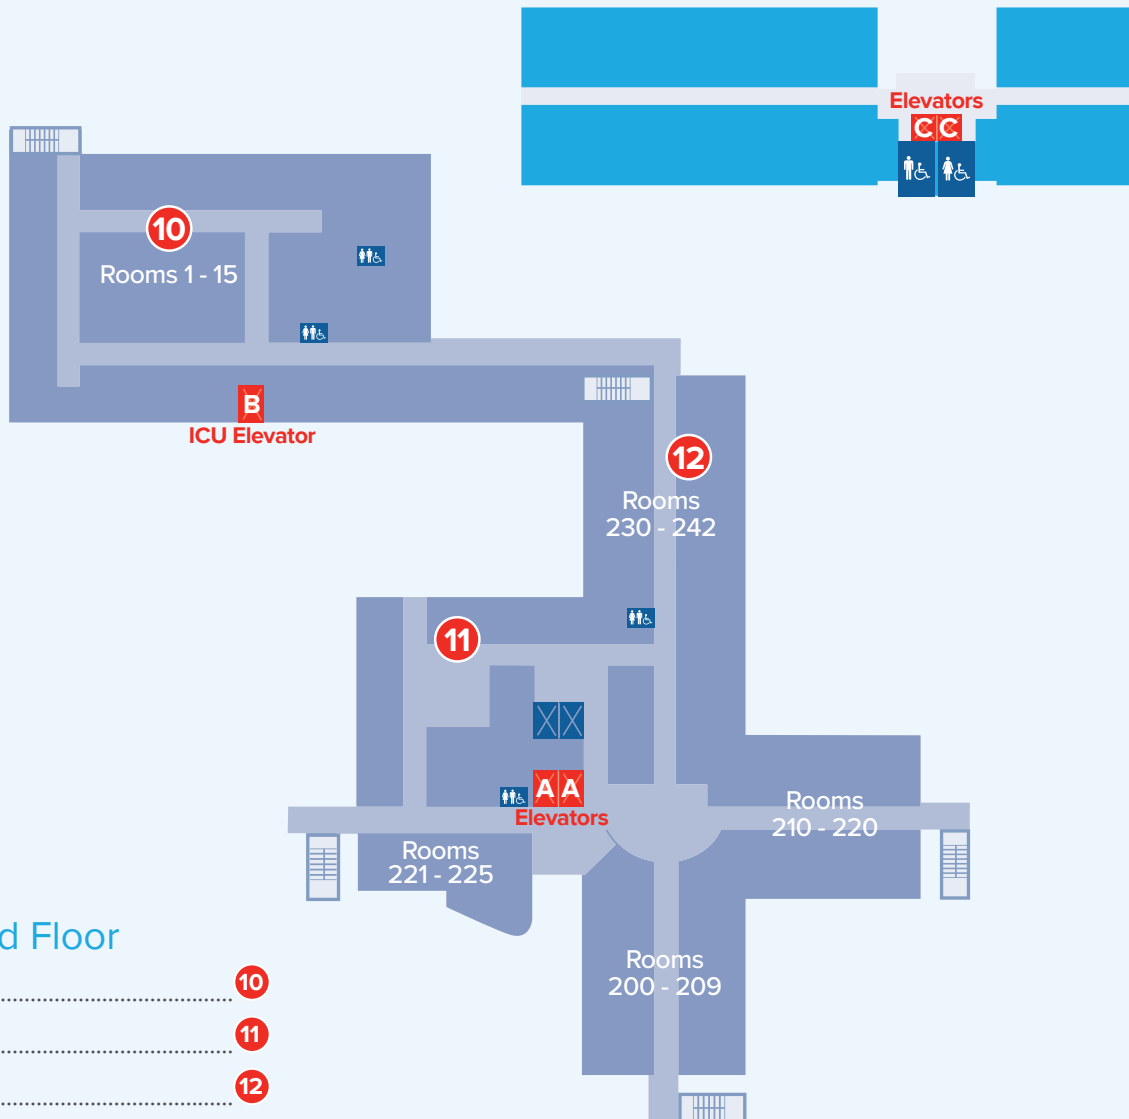 Elevators
C C
10
Rooms 1 - 15
B
ICU Elevator
12
Rooms
230 - 242
11
A A
Elevators
Rooms
210 - 220
Rooms
221 - 225
Rooms
200 - 209
d Floor
10
11
12